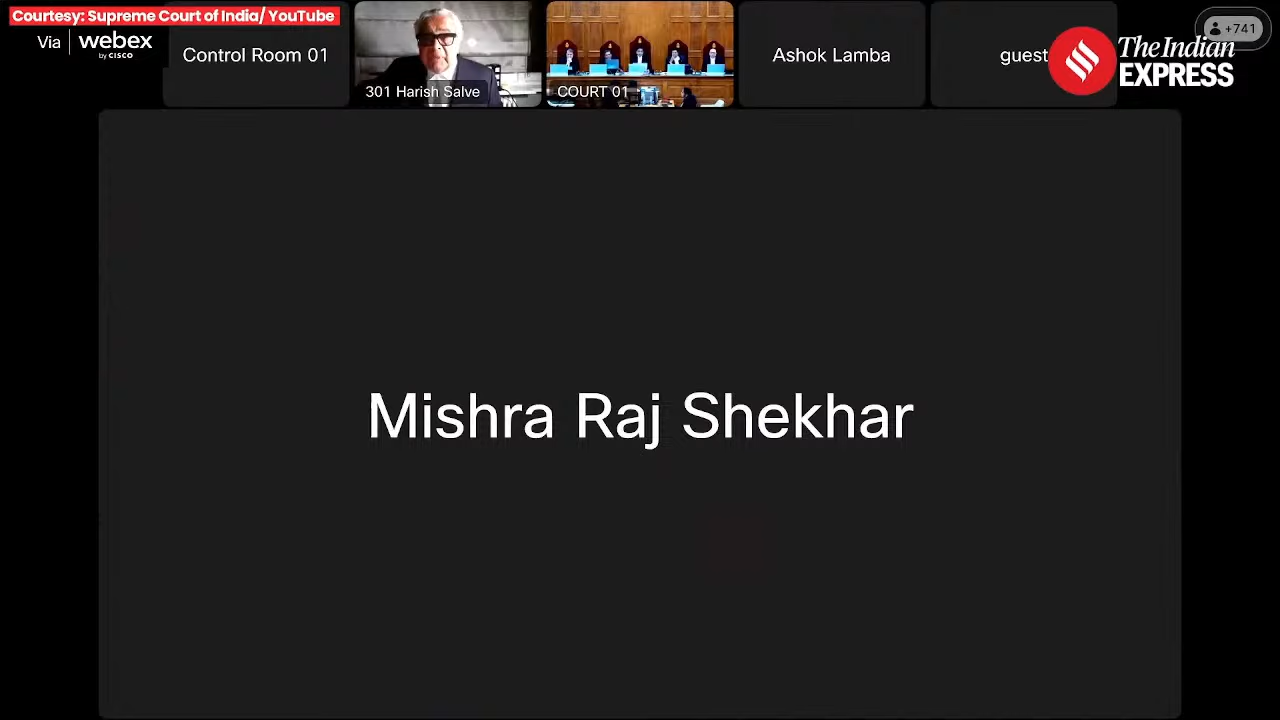 Courtesy: Supreme Court of India/ YouTube
Via webex
by CISCO
Control Room 01
301 Harish Salve
COURT 01
Ashok Lamba
guest
+741
The Indian
EXPRESS
Mishra Raj Shekhar